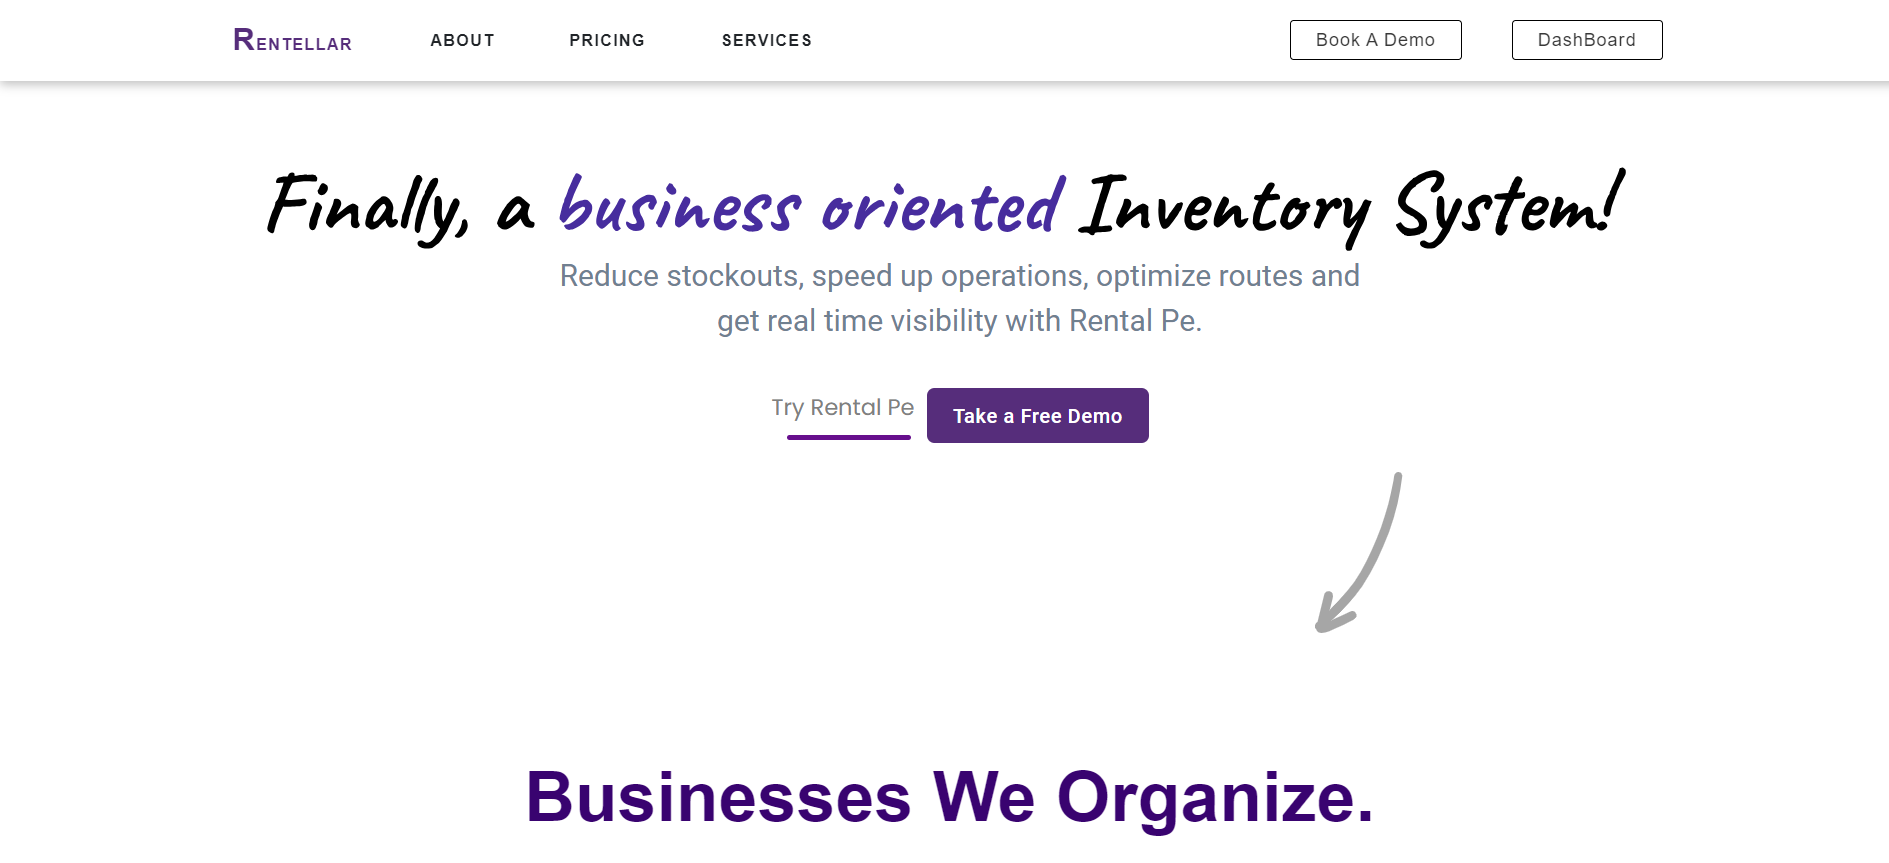 RENTELLAR
ABOUT
PRICING
SERVICES
Book A Demo
DashBoard
Finally, a business oriented Inventory System!
Reduce stockouts, speed up operations, optimize routes and
get real time visibility with Rental Pe.
Try Rental Pe
Take a Free Demo
Businesses We Organize.